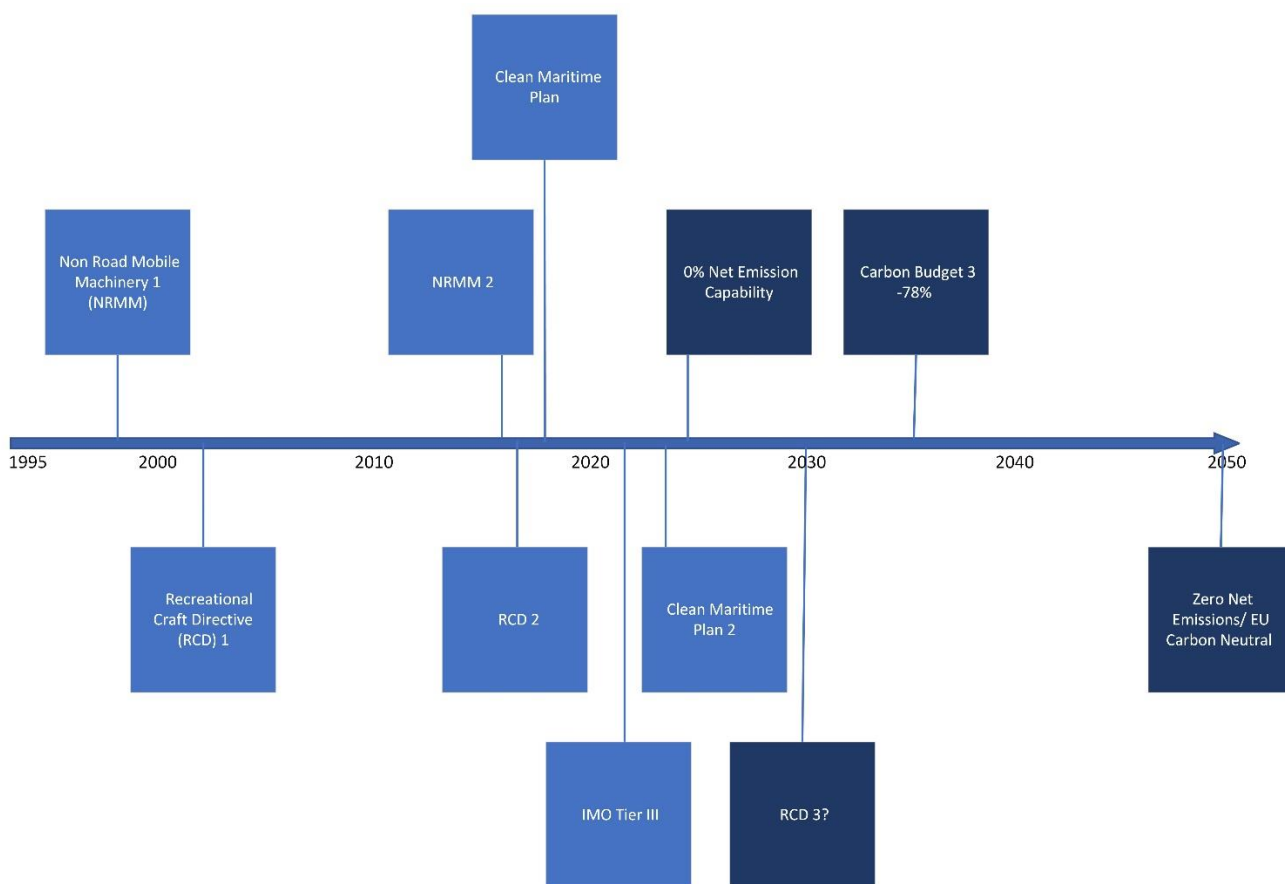 Clean Maritime
Plan
Non Road Mobile
Machinery 1
(NRMM)
NRMM 2
0% Net Emission
Capability
Carbon Budget 3
-78%
1995
2000
2010
2020
2030
2040
2050
Recreational
Craft Directive
(RCD) 1
RCD 2
Clean Maritime
Plan 2
Zero Net
Emissions/ EU
Carbon Neutral
IMO Tier III
RCD 3?